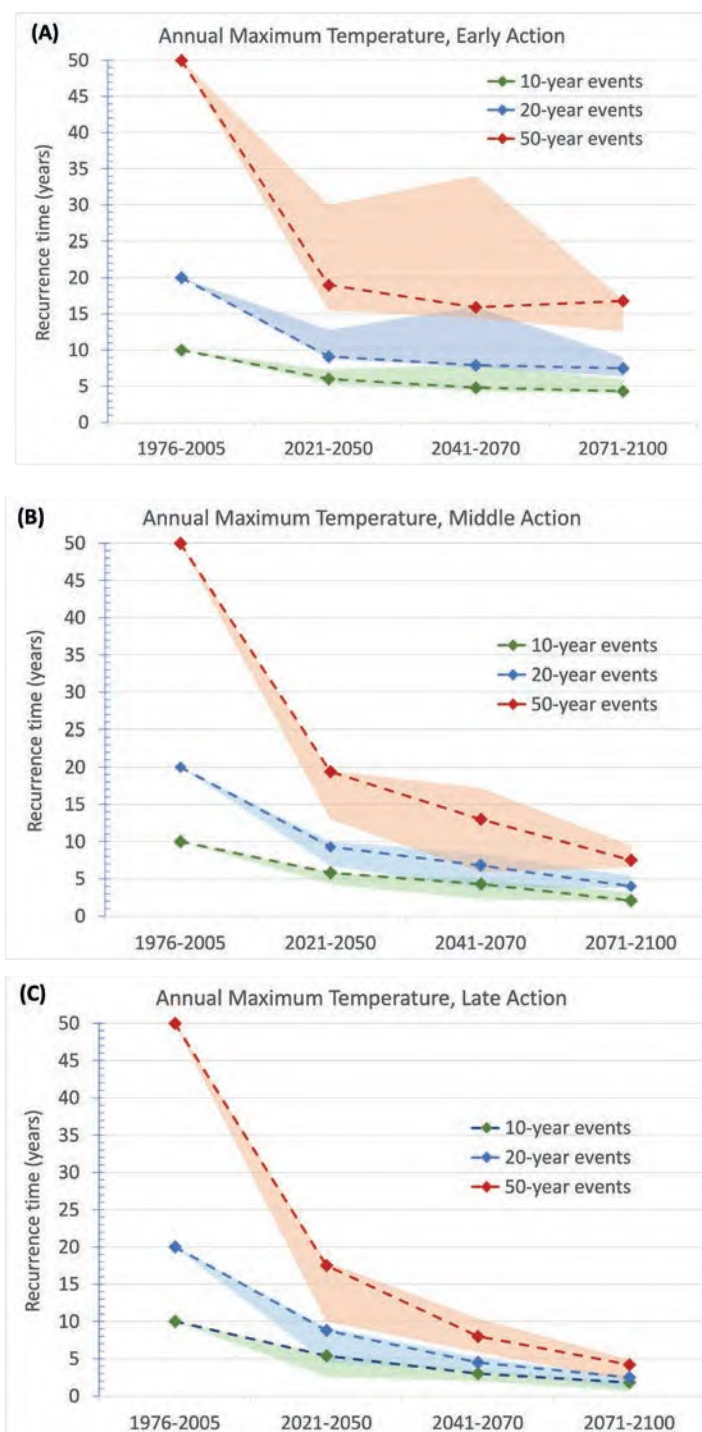 (A)
Annual Maximum Temperature, Early Action
50
45
40
35
30
25
20
15
10
5
0
Recurrence time (years)
10-year events
20-year events
50-year events
1976-2005 2021-2050 2041-2070 2071-2100
(B)
Annual Maximum Temperature, Middle Action
50
45
40
35
30
25
20
15
10
5
0
Recurrence time (years)
10-year events
20-year events
50-year events
1976-2005 2021-2050 2041-2070 2071-2100
(C)
Annual Maximum Temperature, Late Action
50
45
40
35
30
25
20
15
10
5
0
Recurrence time (years)
10-year events
20-year events
50-year events
1976-2005 2021-2050 2041-2070 2071-2100